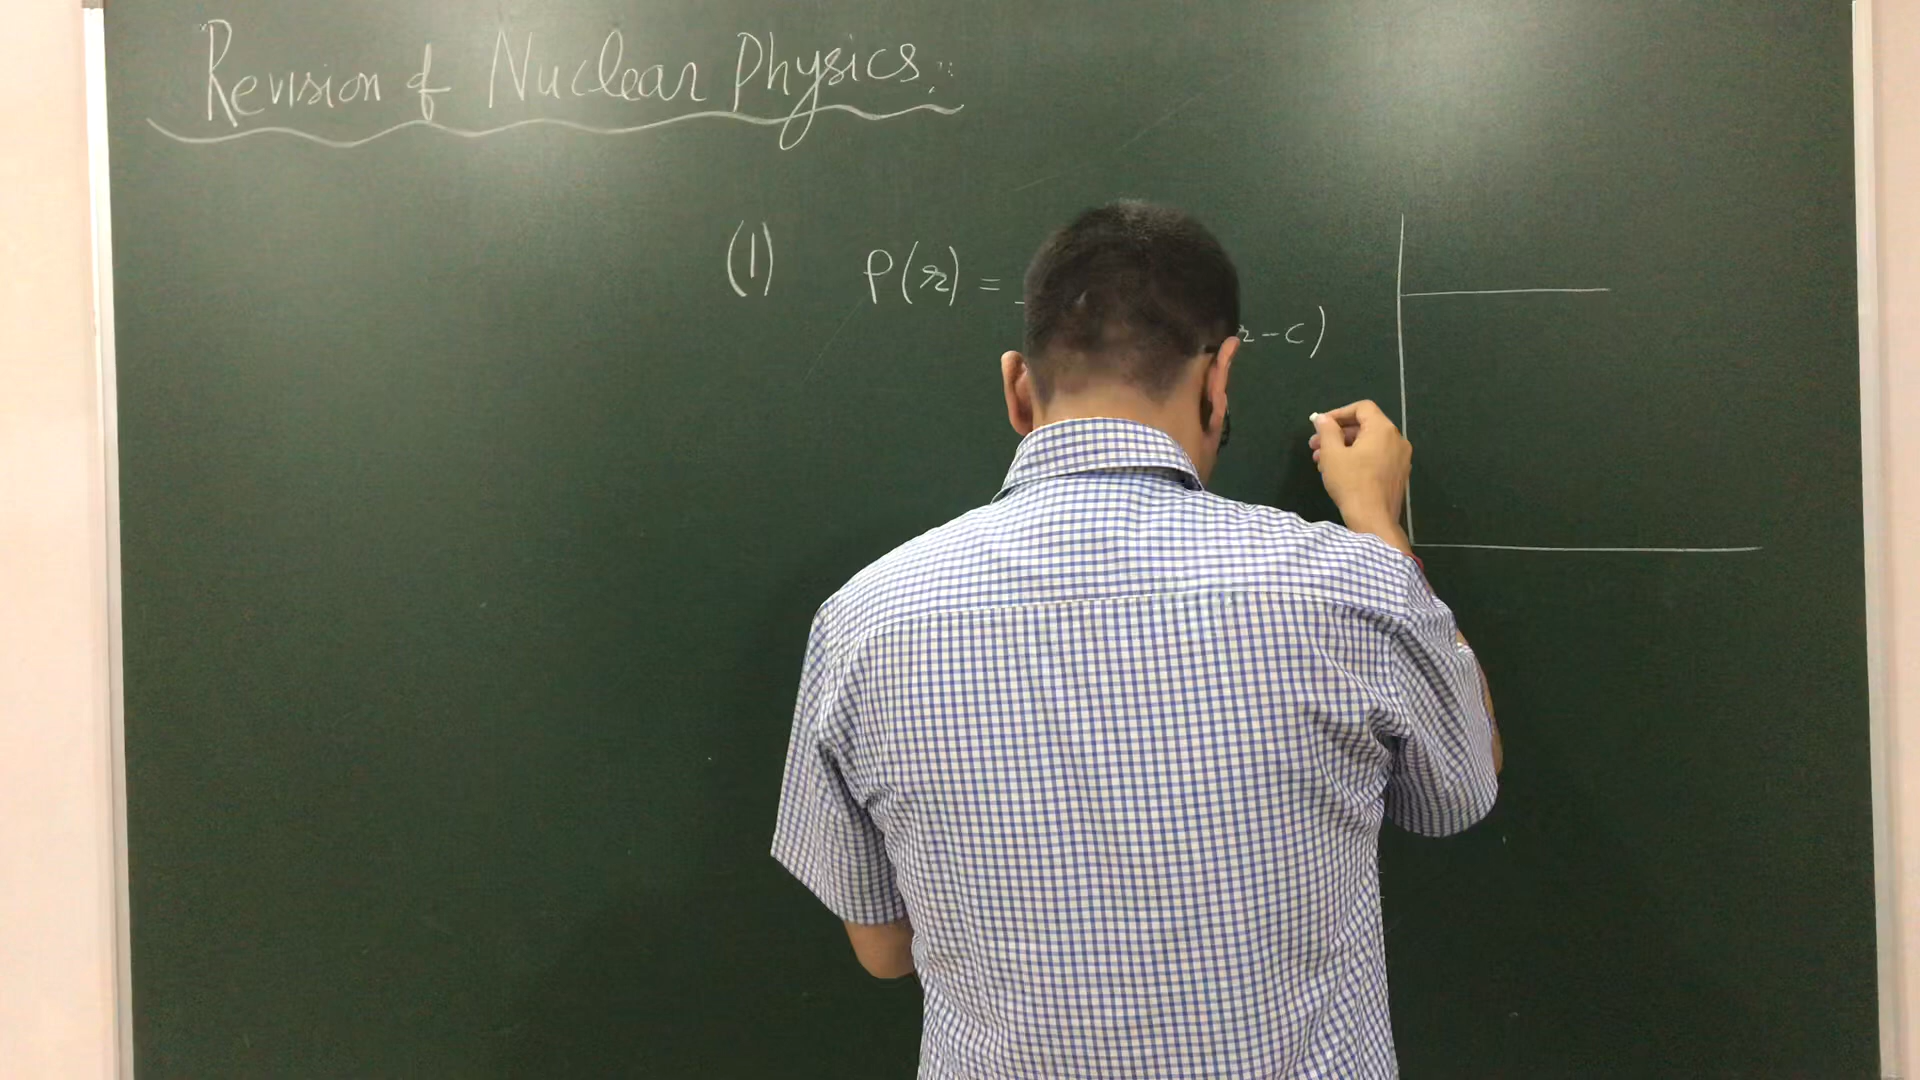 Revision of Nuclear Physics.
(1) ρ(r) =
r-c)